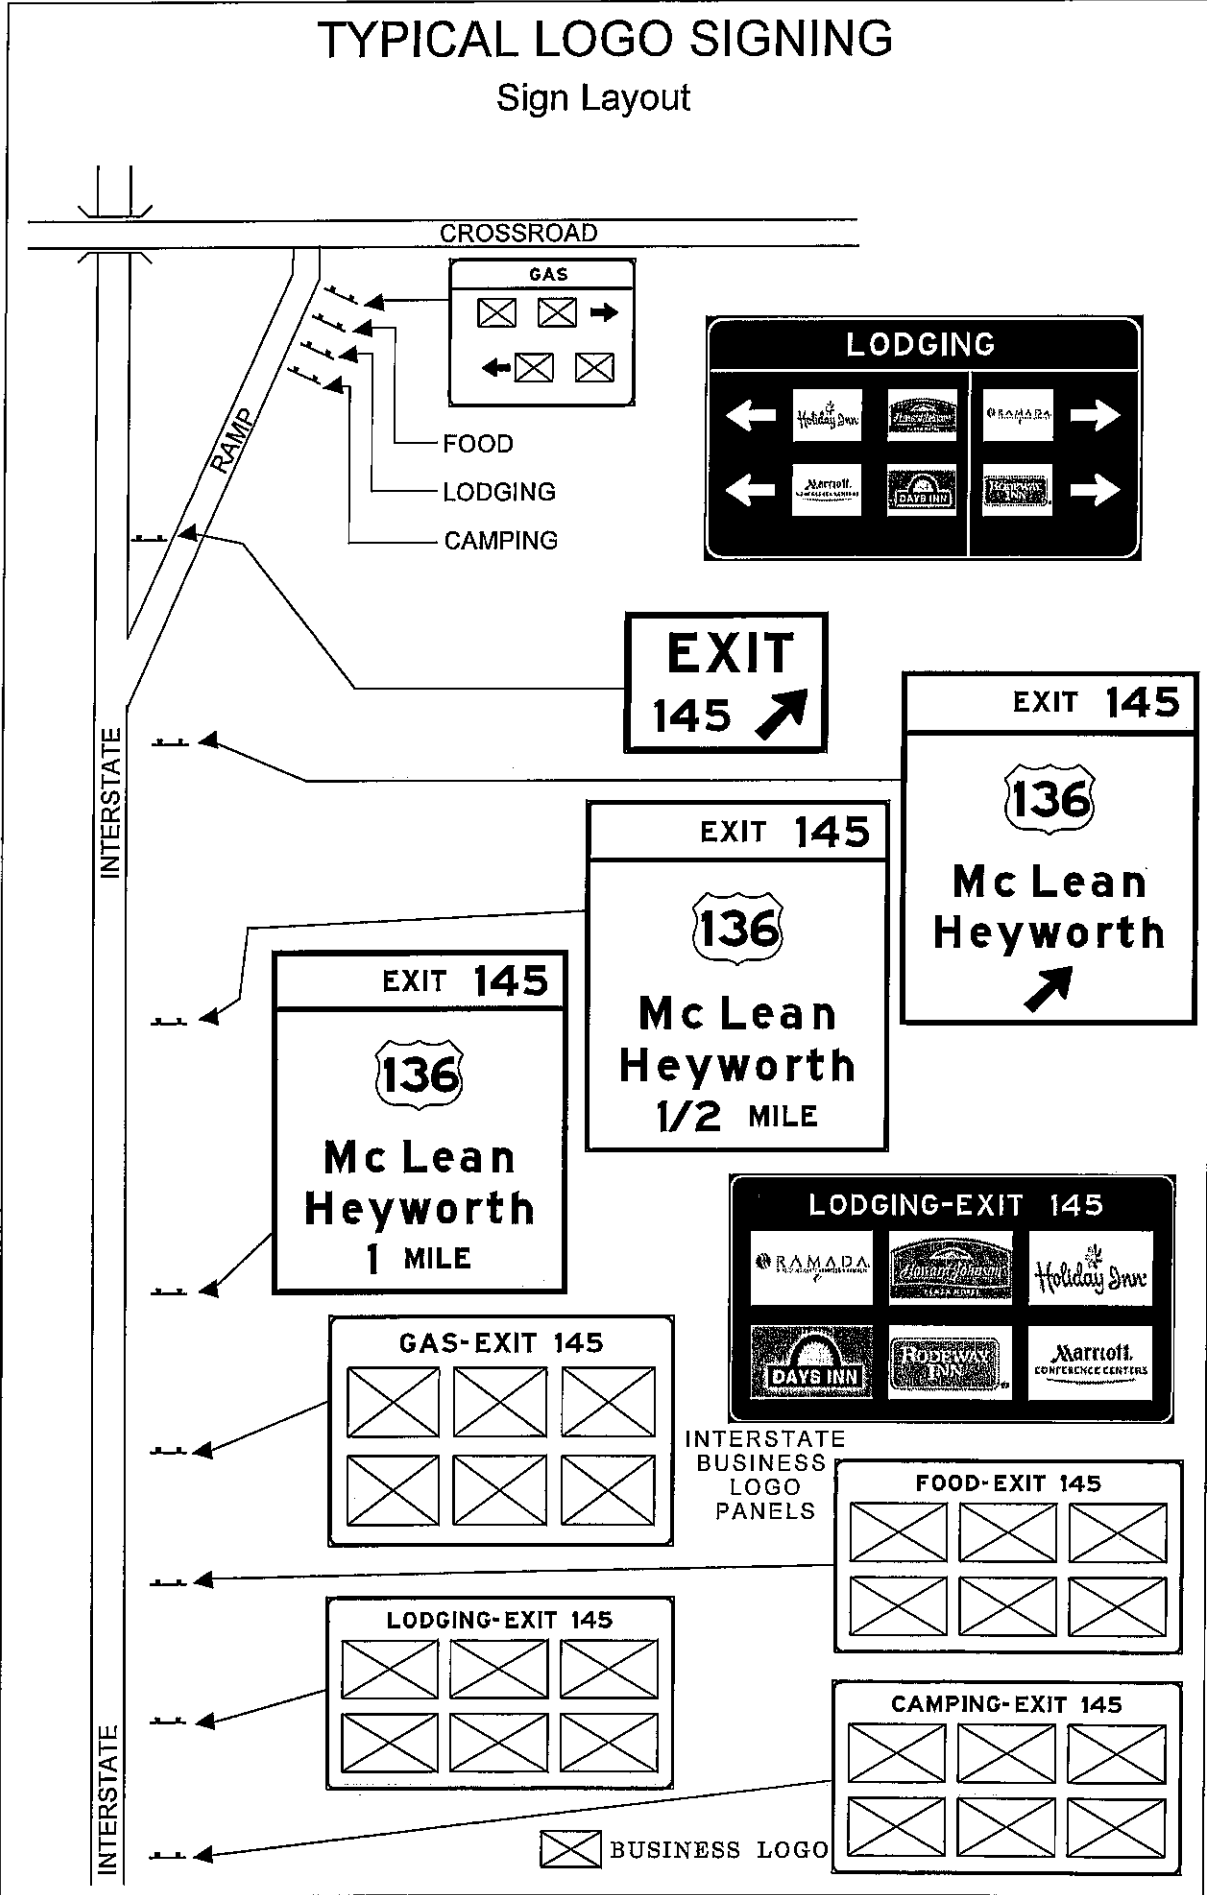 TYPICAL LOGO SIGNING
Sign Layout
CROSSROAD
GAS
LODGING
Holiday Inn
RAMADA
Marriott
CONFERENCE CENTERS
DAYS INN
RODEWAY
INN
RAMP
FOOD
LODGING
CAMPING
EXIT
145
EXIT 145
136
Mc Lean
Heyworth
INTERSTATE
EXIT 145
136
Mc Lean
Heyworth
1/2 MILE
EXIT 145
136
Mc Lean
Heyworth
1 MILE
LODGING-EXIT 145
RAMADA
Howard Johnson
Holiday Inn
DAYS INN
RODEWAY
INN
Marriott
CONFERENCE CENTERS
GAS-EXIT 145
INTERSTATE
BUSINESS
LOGO
PANELS
FOOD-EXIT 145
LODGING-EXIT 145
CAMPING-EXIT 145
INTERSTATE
BUSINESS LOGO